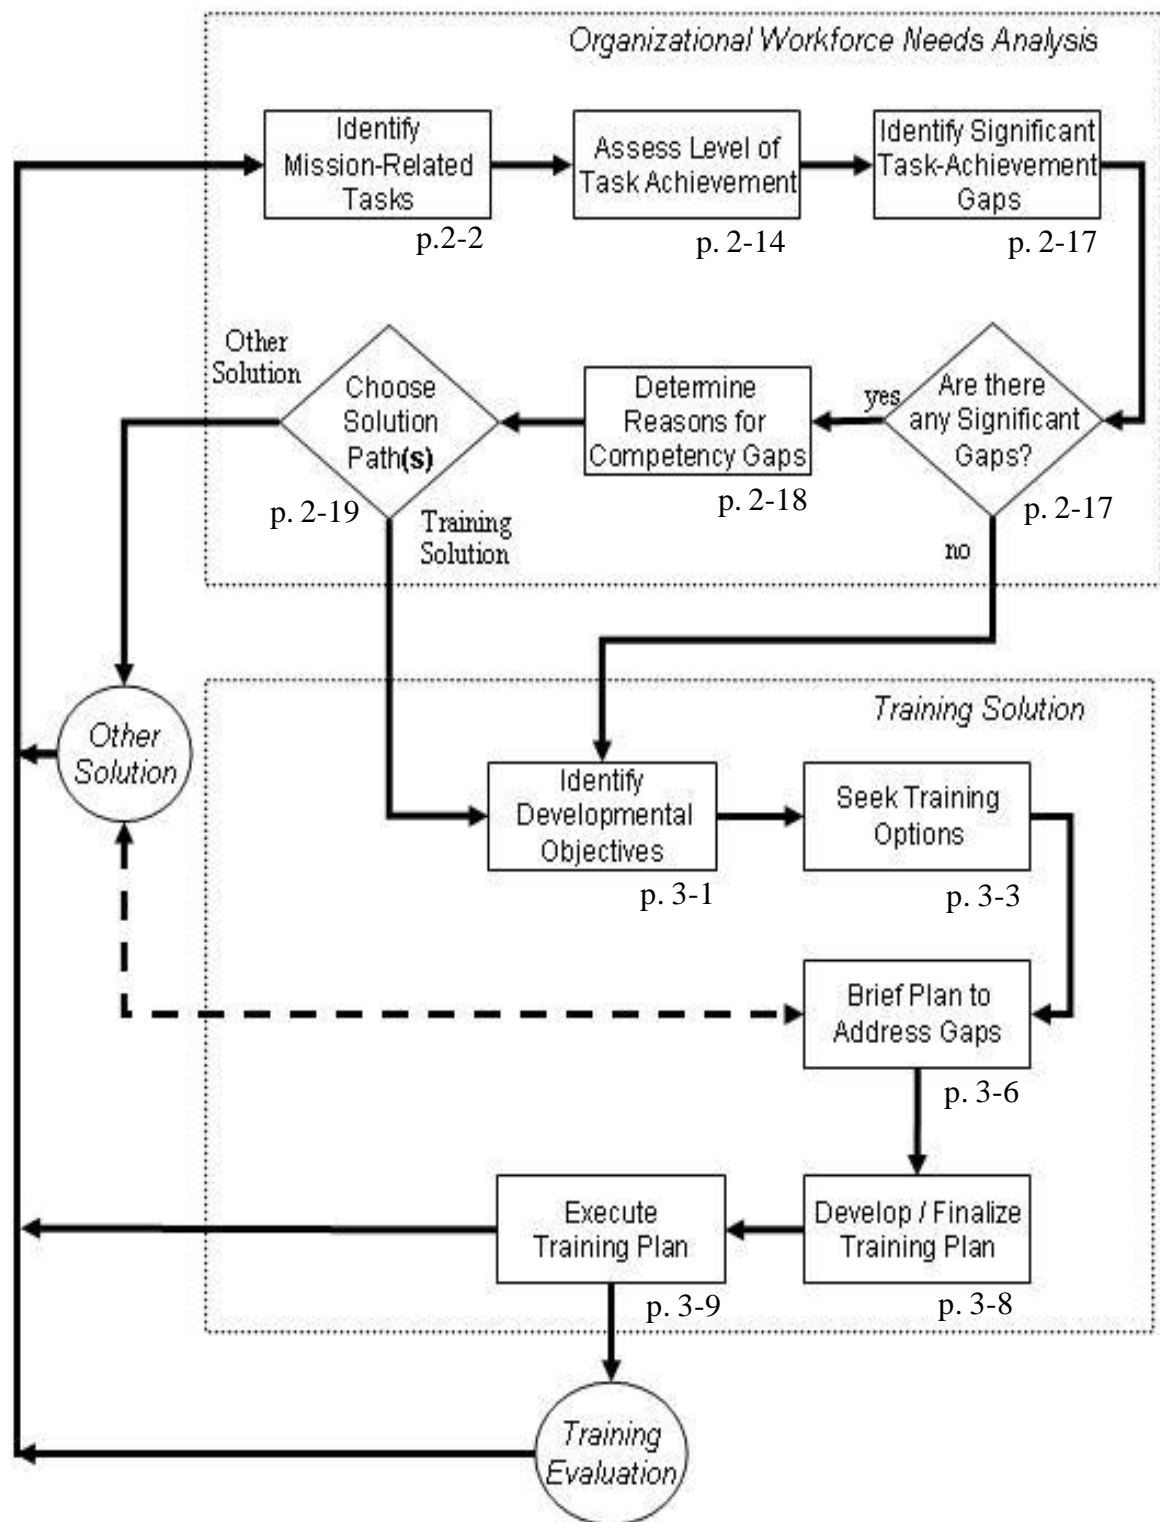 Organizational Workforce Needs Analysis
Identify
Mission-Related
Tasks
p.2-2
Assess Level of
Task Achievement
p. 2-14
Identify Significant
Task-Achievement
Gaps
p. 2-17
Other
Solution
Choose
Solution
Path(s)
p. 2-19
Training
Solution
Determine
Reasons for
Competency Gaps
p. 2-18
yes
Are there
any Significant
Gaps?
p. 2-17
no
Other
Solution
Training Solution
Identify
Developmental
Objectives
p. 3-1
Seek Training
Options
p. 3-3
Brief Plan to
Address Gaps
p. 3-6
Execute
Training Plan
p. 3-9
Develop / Finalize
Training Plan
p. 3-8
Training
Evaluation